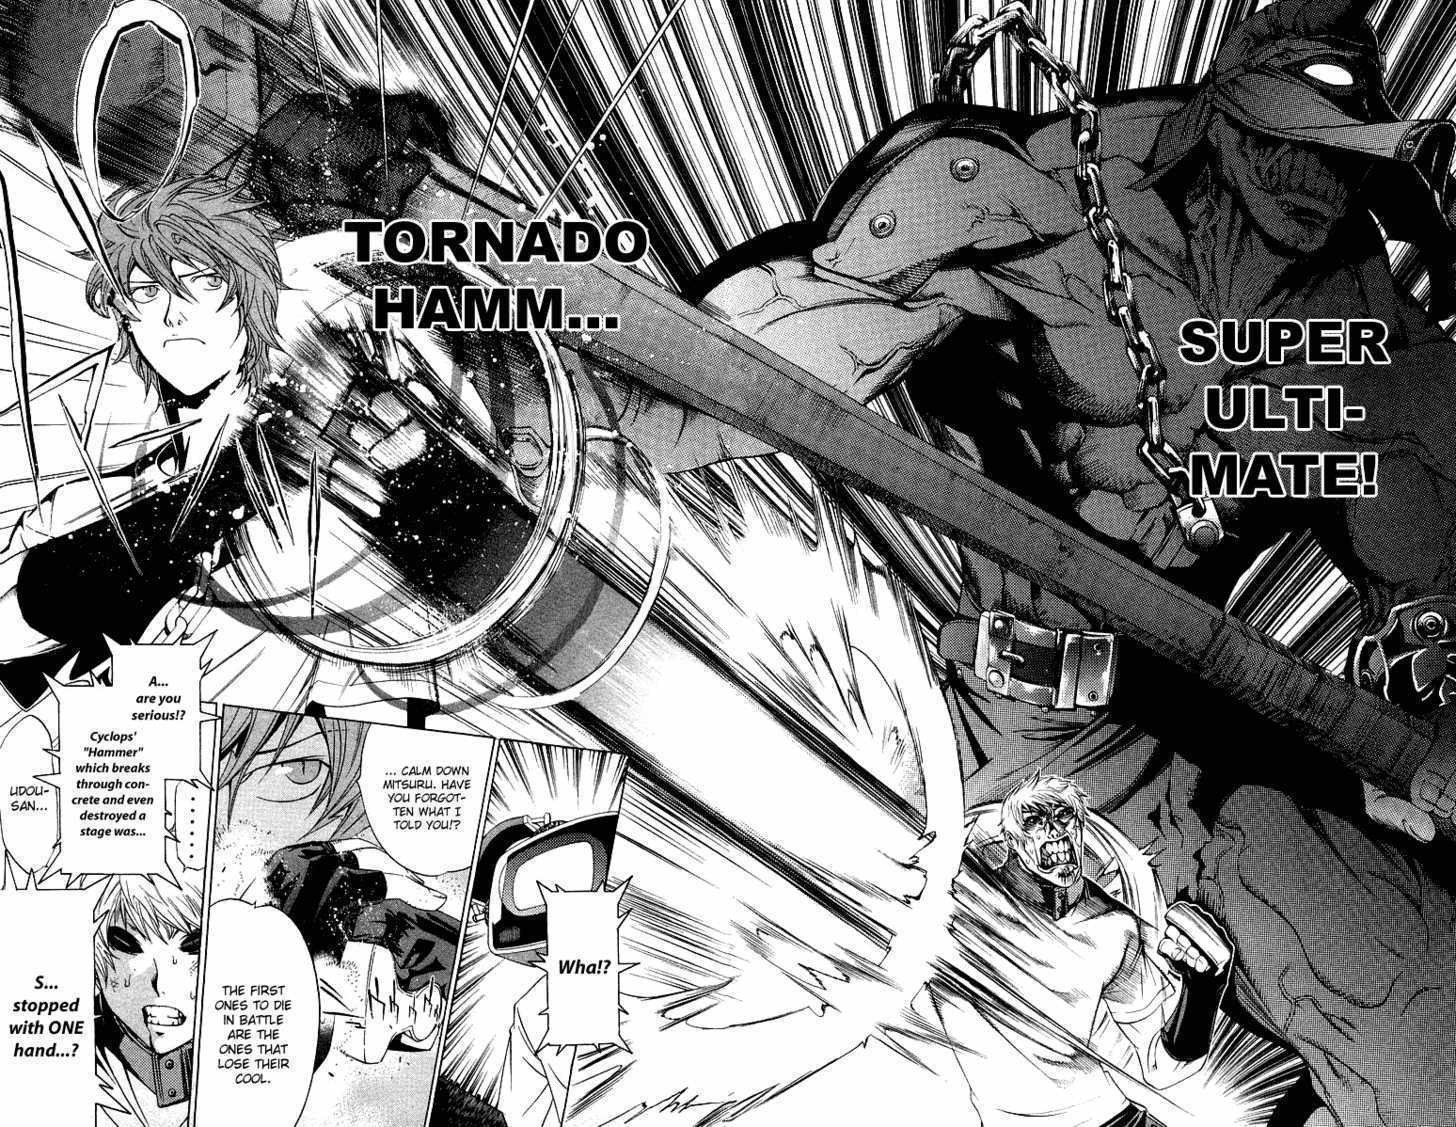 SUPER
ULTI-
MATE!
TORNADO
HAMM...
Wha!?
... CALM DOWN
MITSURU. HAVE
YOU FORGOT-
TEN WHAT I
TOLD YOU!?
THE FIRST
ONES TO DIE
IN BATTLE
ARE THE
ONES THAT
LOSE THEIR
COOL.
A...
are you
serious!?
Cyclops'
"Hammer"
which breaks
through con-
crete and even
destroyed a
stage was...
......
UDOU-
SAN...
S...
stopped
with ONE
hand...?